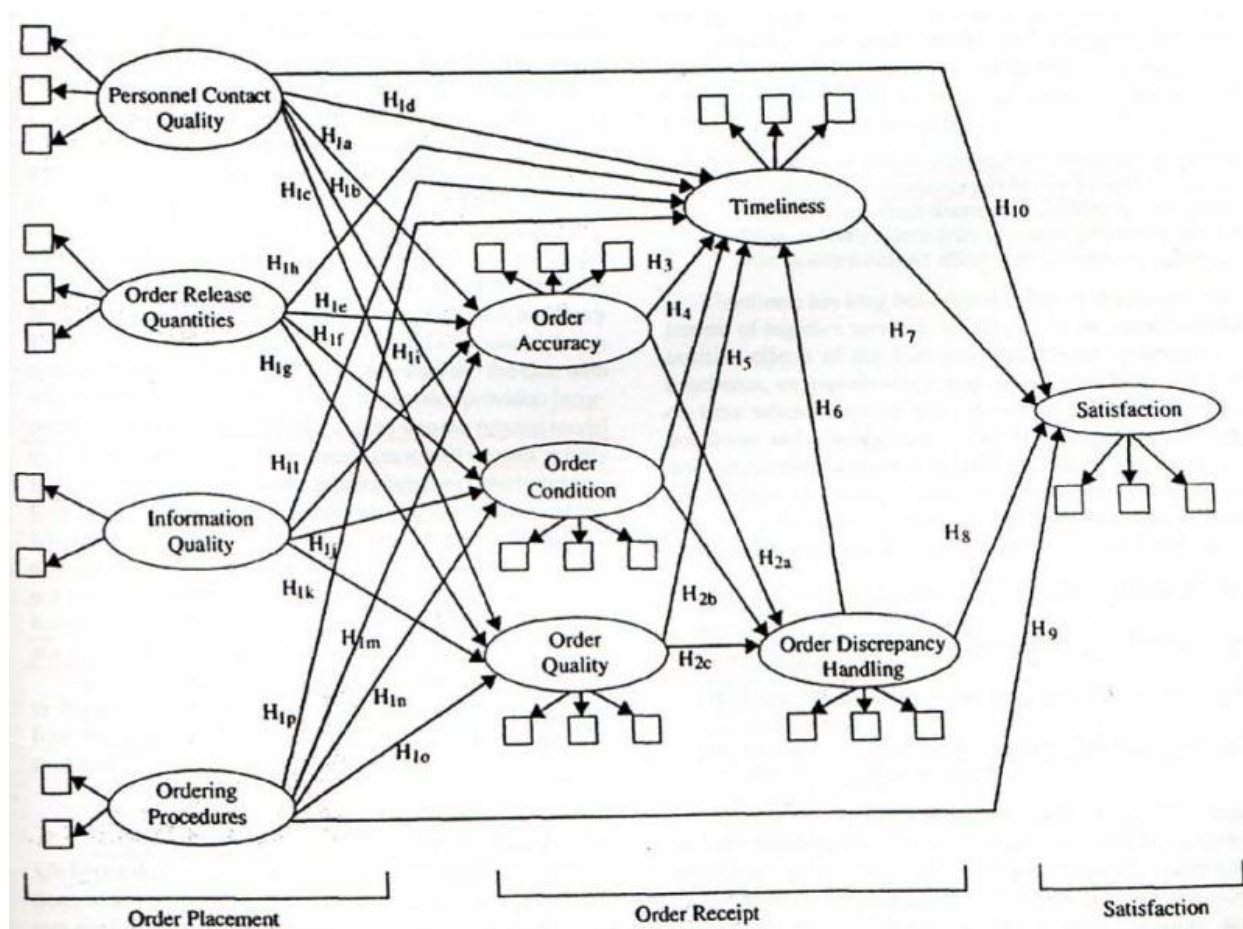 Personnel Contact
Quality
H1d
H1a
H1b
H1c
Timeliness
H10
Order Release
Quantities
H1h
H1e
H1f
H1g
H1i
Order
Accuracy
H3
H4
H5
H6
H7
Satisfaction
Information
Quality
H1l
H1j
H1k
Order
Condition
H2a
H2b
H2c
H8
H9
Order
Quality
Order Discrepancy
Handling
H1m
H1n
H1p
H1o
Ordering
Procedures
Order Placement
Order Receipt
Satisfaction